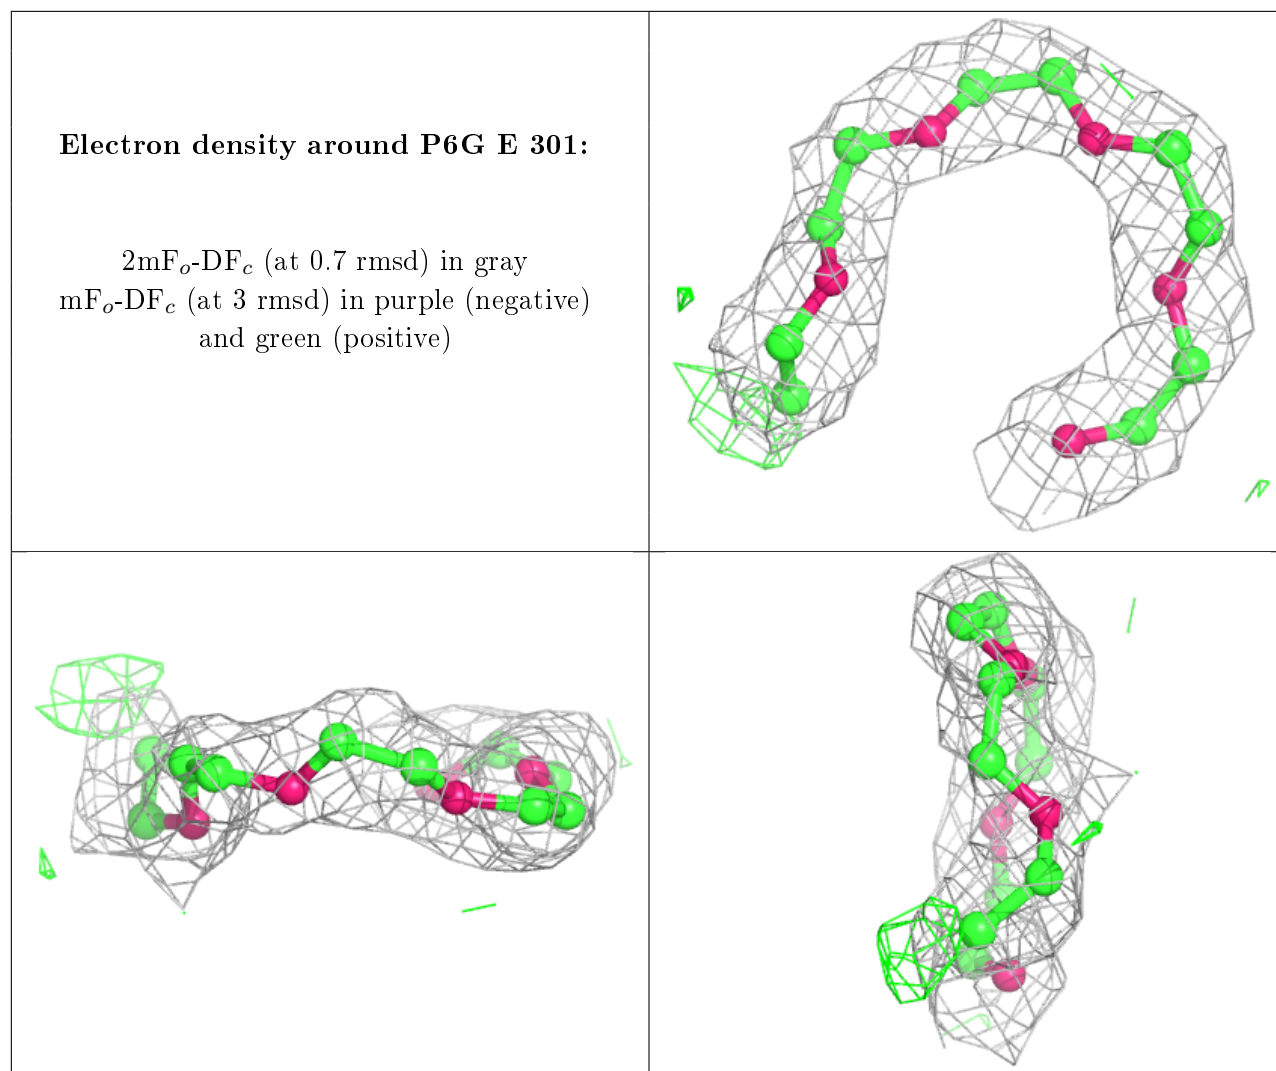 Electron density around P6G E 301:
2mFₒ-DF𝒸 (at 0.7 rmsd) in gray
mFₒ-DF𝒸 (at 3 rmsd) in purple (negative)
and green (positive)